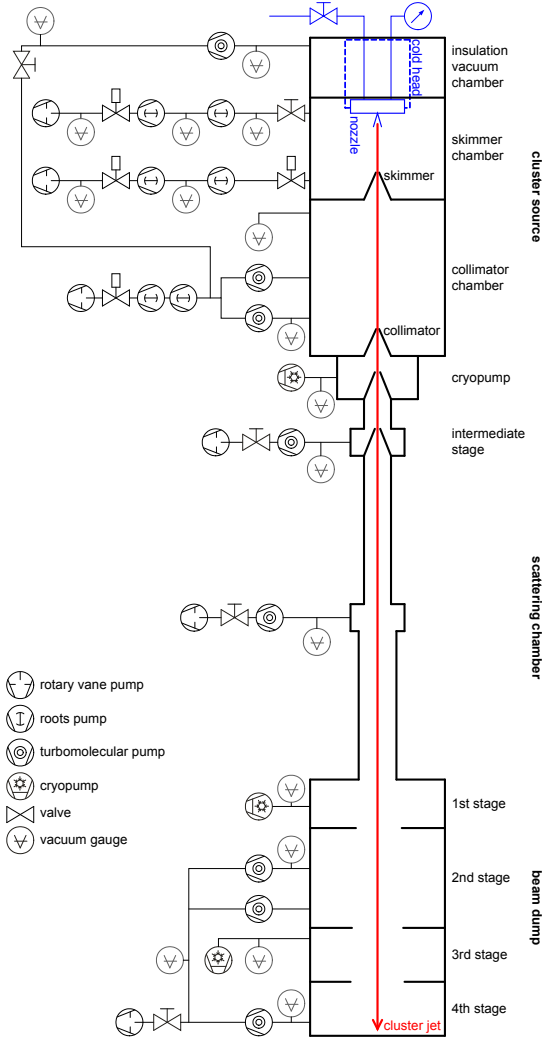 cold head
nozzle
insulation
vacuum
chamber
skimmer
chamber
skimmer
cluster source
collimator
chamber
collimator
cryopump
intermediate
stage
scattering chamber
rotary vane pump
roots pump
turbomolecular pump
cryopump
valve
vacuum gauge
1st stage
2nd stage
beam dump
3rd stage
4th stage
cluster jet